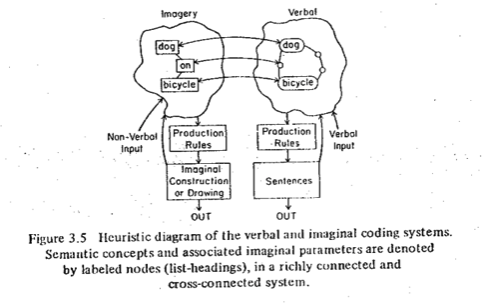 Imagery
Verbal
dog
dog
on
bicycle
bicycle
Non-Verbal
Input
Production
Rules
Production
Rules
Verbal
Input
Imaginal
Construction
or Drawing
Sentences
OUT
OUT
Figure 3.5 Heuristic diagram of the verbal and imaginal coding systems.
Semantic concepts and associated imaginal parameters are denoted
by labeled nodes (list-headings), in a richly connected and
cross-connected system.